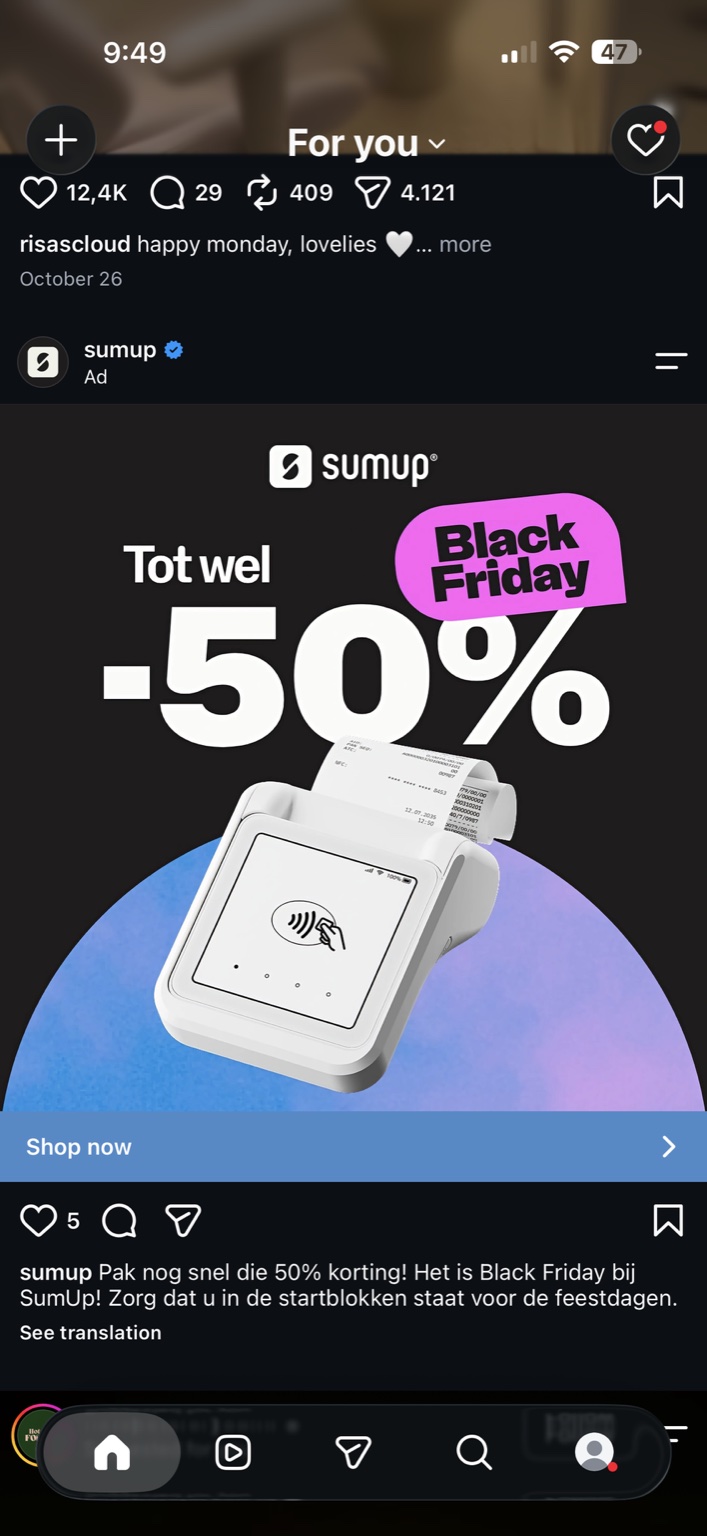 9:49
47
For you
12,4K 29 409 4.121
risascloud happy monday, lovelies 🤍... more
October 26
sumup
Ad
sumup®
Black
Friday
Tot wel
-50%
100%
Shop now
5
sumup Pak nog snel die 50% korting! Het is Black Friday bij
SumUp! Zorg dat u in de startblokken staat voor de feestdagen.
See translation